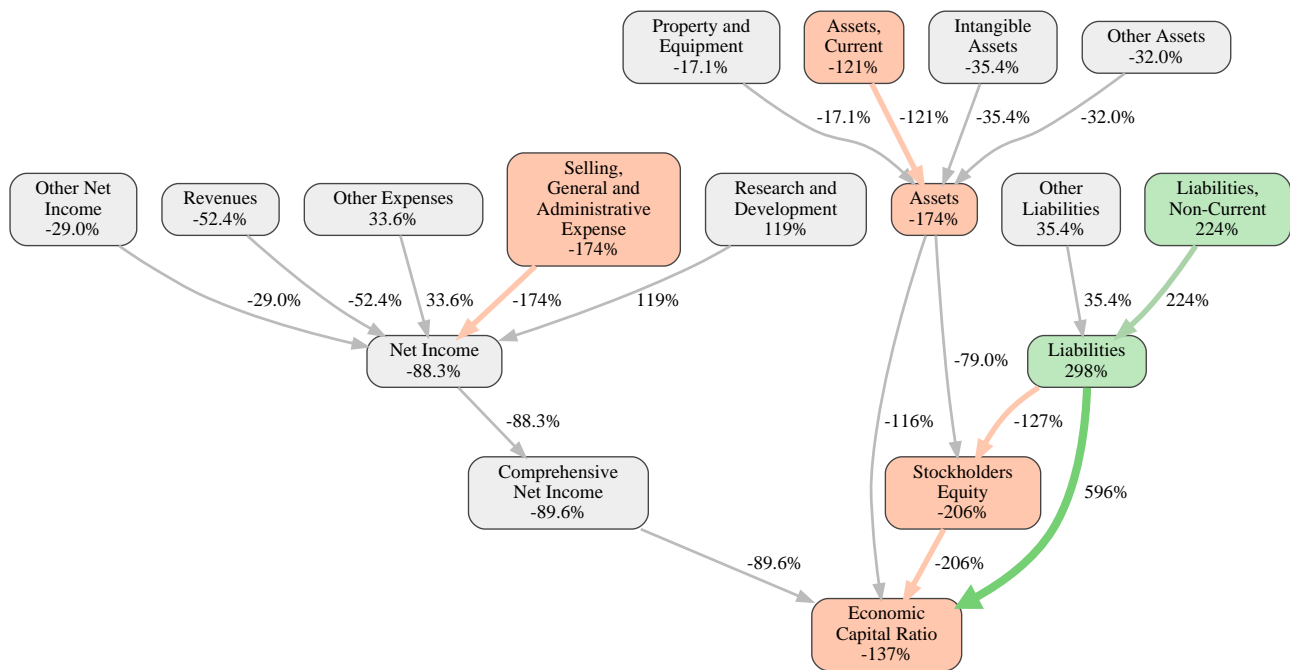 Property and
Equipment
-17.1%
Assets,
Current
-121%
Intangible
Assets
-35.4%
Other Assets
-32.0%
-17.1%
-121%
-35.4%
-32.0%
Other Net
Income
-29.0%
Revenues
-52.4%
Other Expenses
33.6%
Selling,
General and
Administrative
Expense
-174%
Research and
Development
119%
Assets
-174%
Other
Liabilities
35.4%
Liabilities,
Non-Current
224%
-29.0%
-52.4%
33.6%
-174%
119%
35.4%
224%
Net Income
-88.3%
-79.0%
Liabilities
298%
-88.3%
-116%
-127%
Comprehensive
Net Income
-89.6%
Stockholders
Equity
-206%
596%
-89.6%
-206%
Economic
Capital Ratio
-137%